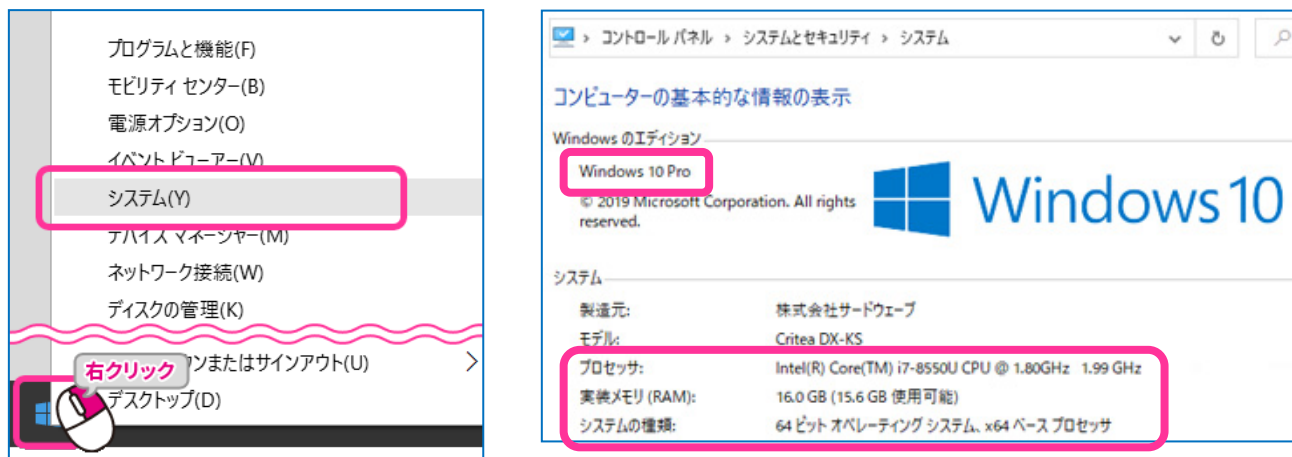 プログラムと機能(F)
モビリティ センター(B)
電源オプション(O)
イベント ビューアー(V)
システム(Y)
デバイス マネージャー(M)
ネットワーク接続(W)
ディスクの管理(K)
ンまたはサインアウト(U)
右クリック
デスクトップ(D)
コントロール パネル › システムとセキュリティ › システム
コンピューターの基本的な情報の表示
Windows のエディション
Windows 10 Pro
© 2019 Microsoft Corporation. All rights
reserved.
Windows 10
システム
製造元: 株式会社サードウェーブ
モデル: Critea DX-KS
プロセッサ: Intel(R) Core(TM) i7-8550U CPU @ 1.80GHz 1.99 GHz
実装メモリ (RAM): 16.0 GB (15.6 GB 使用可能)
システムの種類: 64 ビット オペレーティング システム、x64 ベース プロセッサ